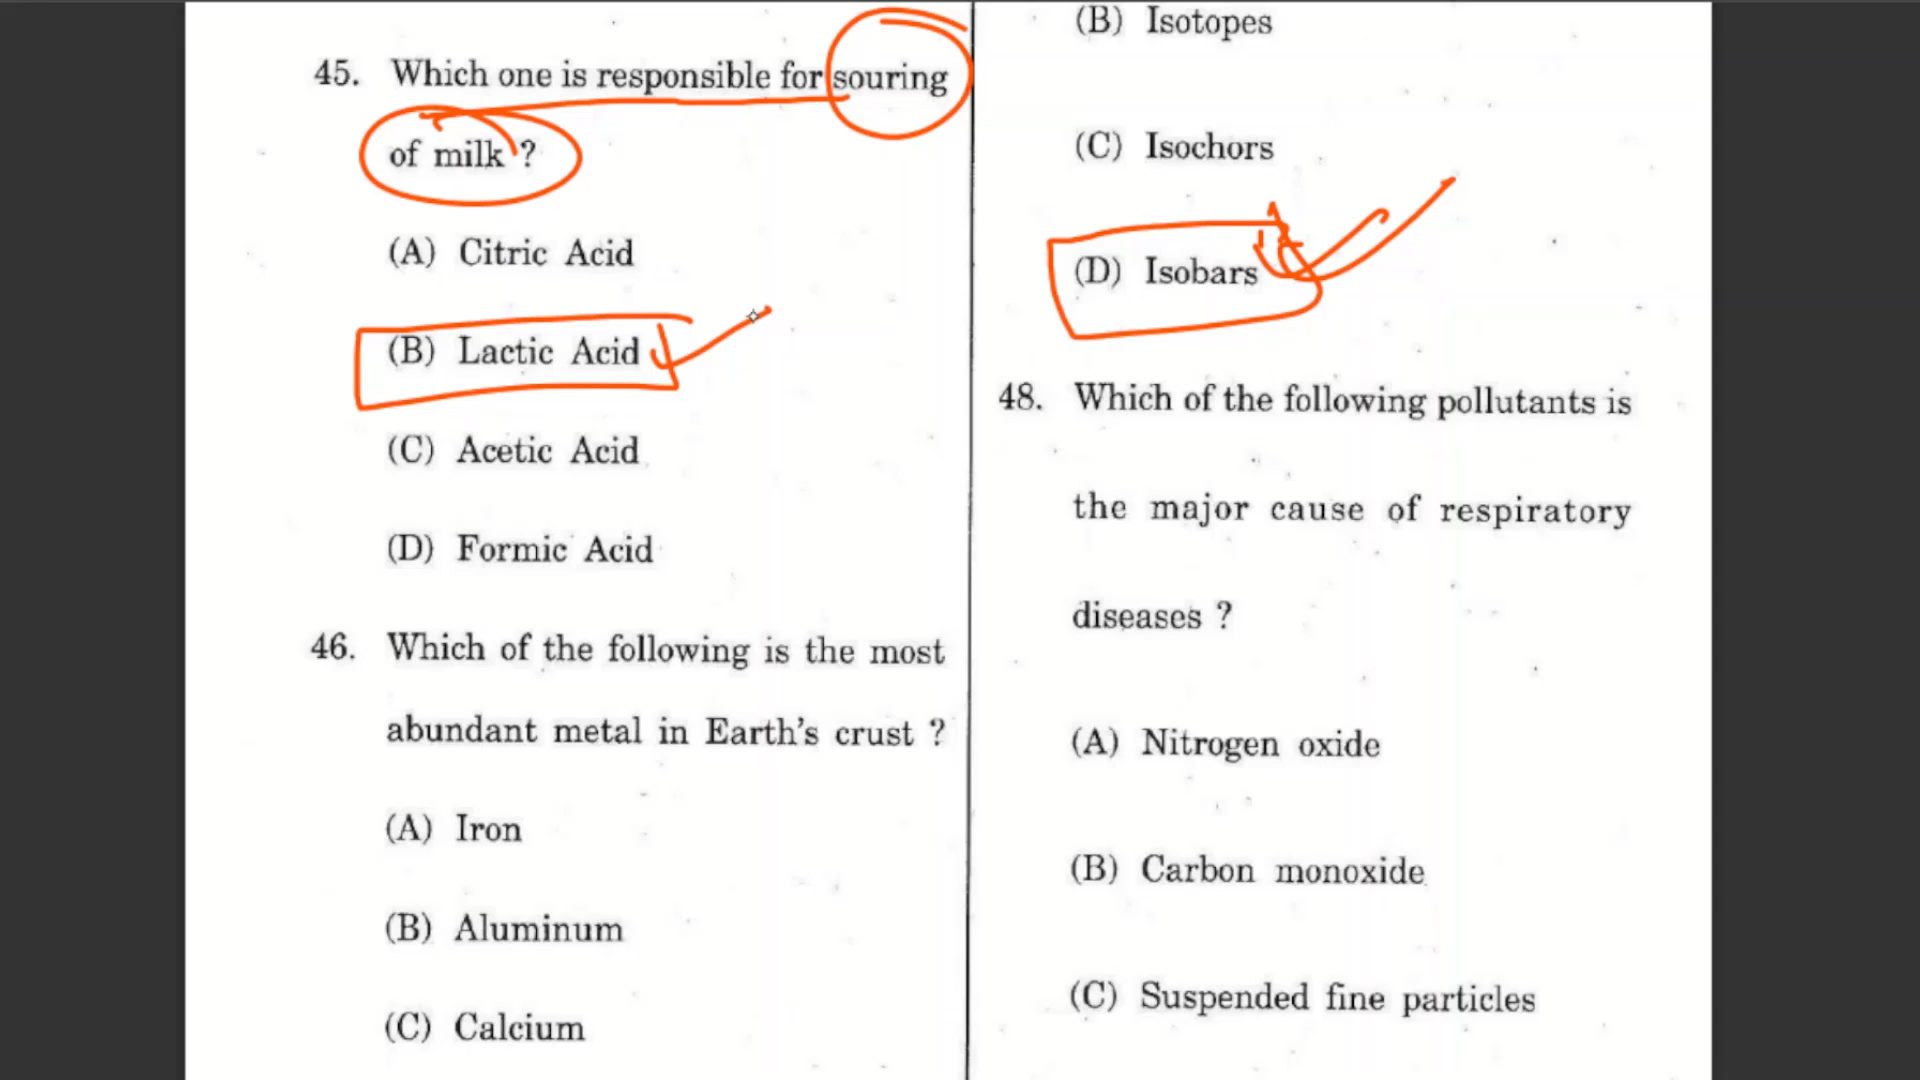 45. Which one is responsible for souring
of milk ?
(A) Citric Acid
(B) Lactic Acid
(C) Acetic Acid
(D) Formic Acid
46. Which of the following is the most
abundant metal in Earth's crust ?
(A) Iron
(B) Aluminum
(C) Calcium
(B) Isotopes
(C) Isochors
(D) Isobars
48. Which of the following pollutants is
the major cause of respiratory
diseases ?
(A) Nitrogen oxide
(B) Carbon monoxide
(C) Suspended fine particles